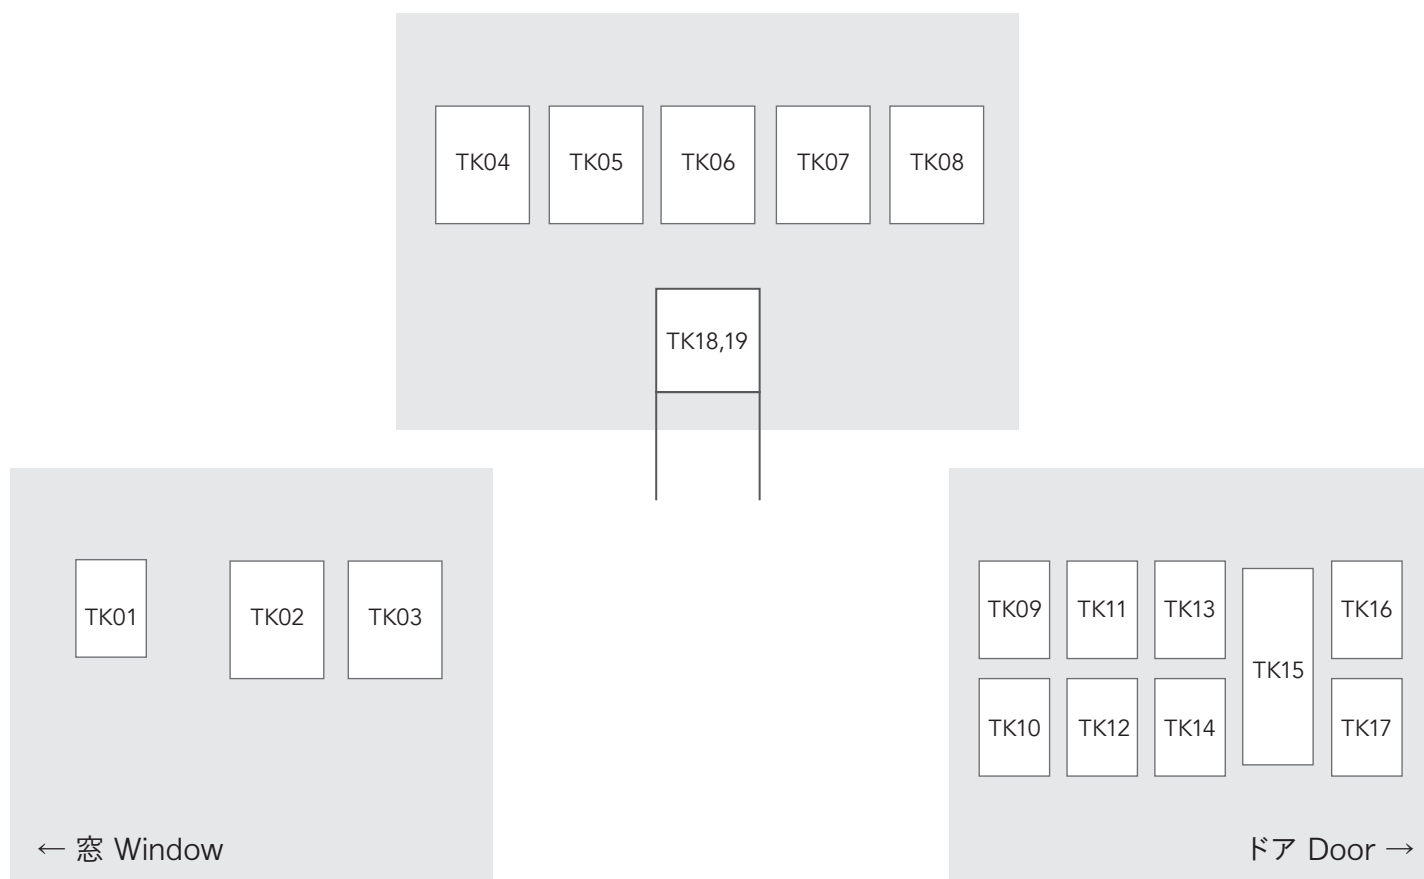 TK04
TK05
TK06
TK07
TK08
TK18,19
TK01
TK02
TK03
← 窓 Window
TK09
TK11
TK13
TK15
TK16
TK10
TK12
TK14
TK17
ドア Door →